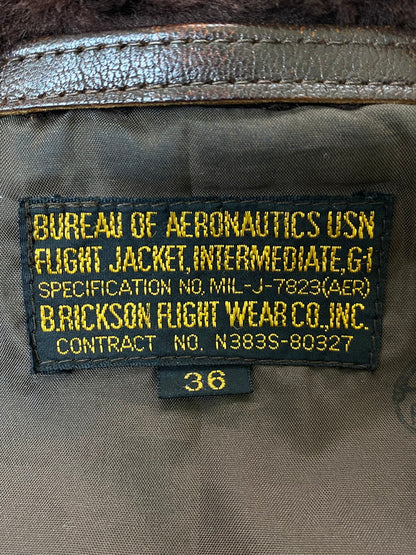 BUREAU OF AERONAUTICS USN
FLIGHT JACKET, INTERMEDIATE, G-1
SPECIFICATION NO, MIL-J-7823(AER)
B.RICKSON FLIGHT WEAR CO., INC.
CONTRACT NO. N383S-80327
36